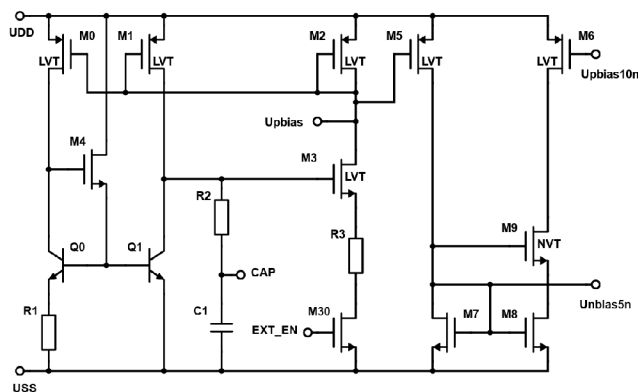 UDD
M0
M1
M2
M5
M6
LVT
LVT
LVT
LVT
LVT
Upbias10n
Upbias
M4
M3
LVT
R2
R3
Q0
Q1
M9
NVT
CAP
R1
C1
EXT_EN
M30
M7
M8
Unbias5n
USS